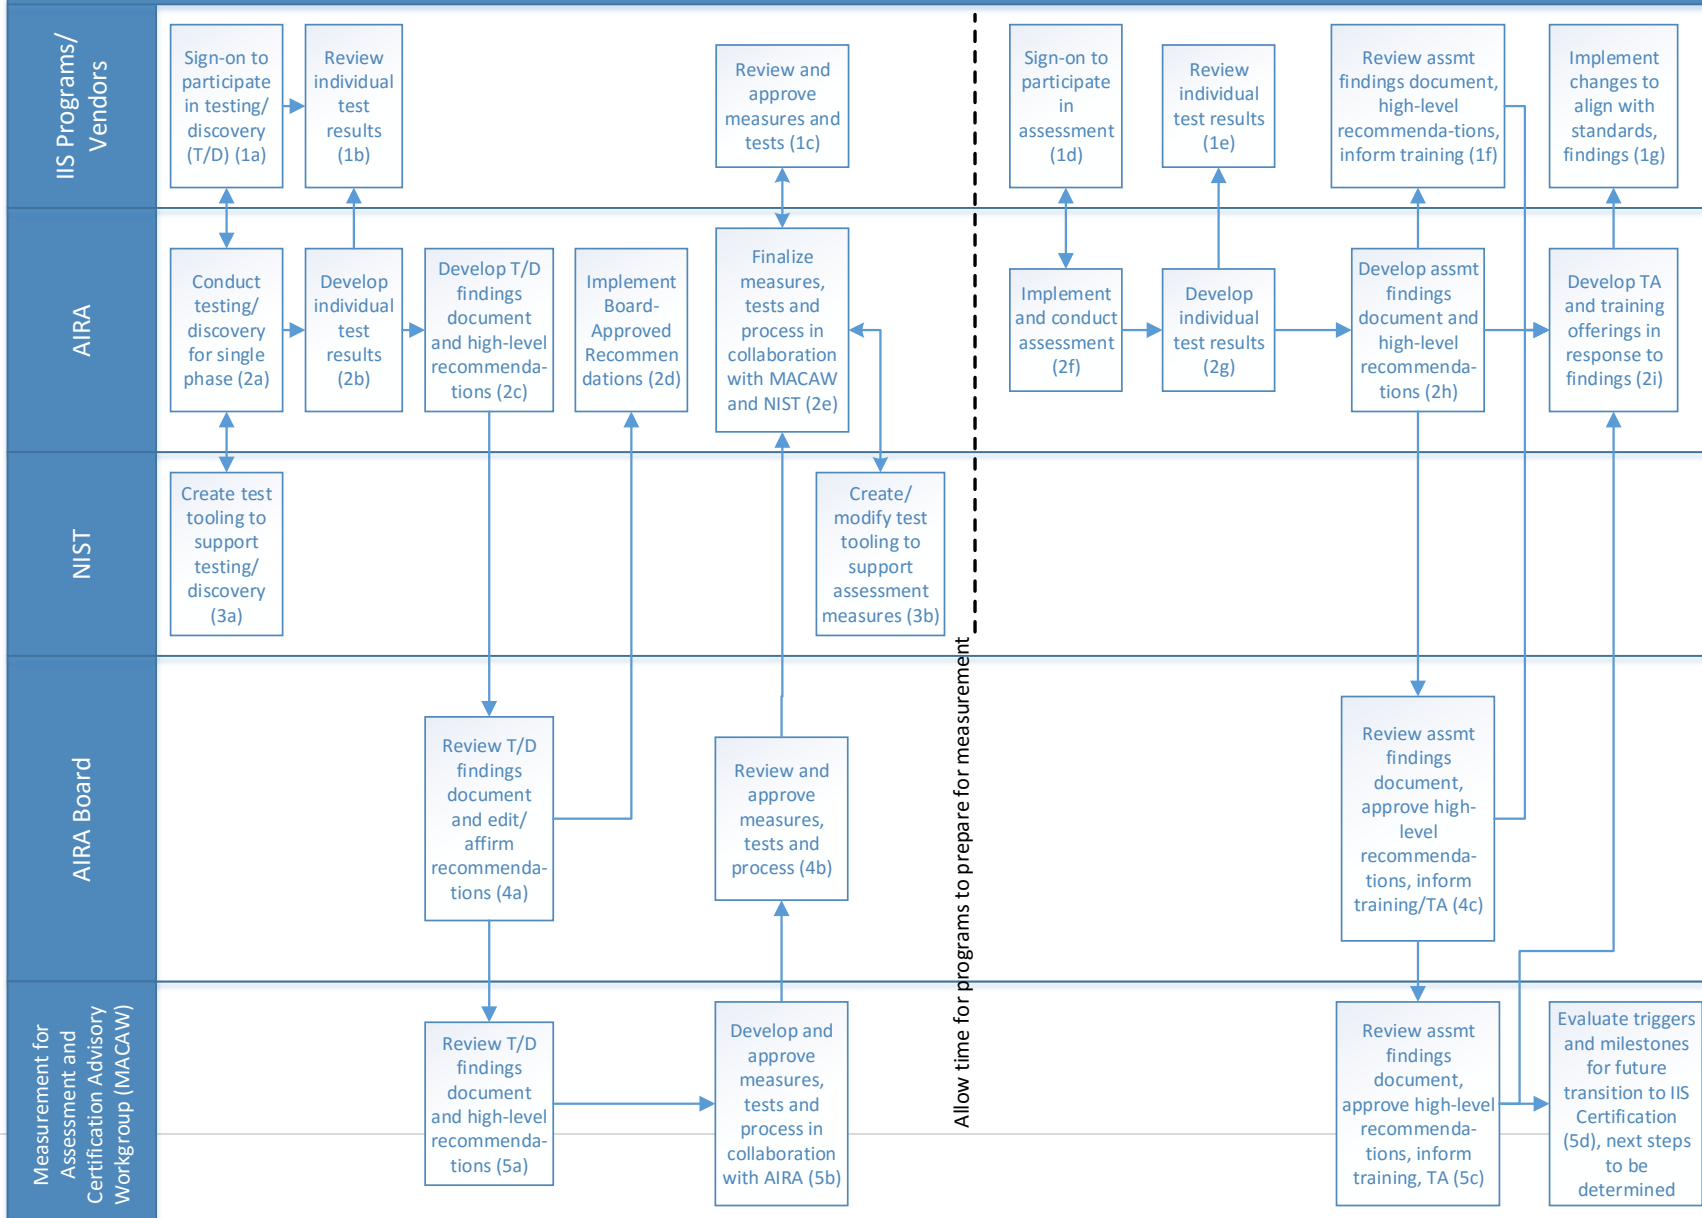 IIS Programs/
Vendors
Sign-on to
participate
in testing/
discovery
(T/D) (1a)
Review
individual
test
results
(1b)
Review and
approve
measures and
tests (1c)
Sign-on to
participate
in
assessment
(1d)
Review
individual
test results
(1e)
Review assmt
findings document,
high-level
recommenda-tions,
inform training (1f)
Implement
changes to
align with
standards,
findings (1g)
AIRA
Conduct
testing/
discovery
for single
phase (2a)
Develop
individual
test
results
(2b)
Develop T/D
findings
document
and high-level
recommenda-
tions (2c)
Implement
Board-
Approved
Recommen
dations (2d)
Finalize
measures,
tests and
process in
collaboration
with MACAW
and NIST (2e)
Implement
and conduct
assessment
(2f)
Develop
individual
test results
(2g)
Develop assmt
findings
document and
high-level
recommenda-
tions (2h)
Develop TA
and training
offerings in
response to
findings (2i)
NIST
Create test
tooling to
support
testing/
discovery
(3a)
Create/
modify test
tooling to
support
assessment
measures (3b)
Allow time for programs to prepare for measurement
AIRA Board
Review T/D
findings
document
and edit/
affirm
recommenda-
tions (4a)
Review and
approve
measures,
tests and
process (4b)
Review assmt
findings
document,
approve high-
level
recommenda-
tions, inform
training/TA (4c)
Measurement for
Assessment and
Certification Advisory
Workgroup (MACAW)
Review T/D
findings
document
and high-level
recommenda-
tions (5a)
Develop and
approve
measures,
tests and
process in
collaboration
with AIRA (5b)
Review assmt
findings
document,
approve high-level
recommenda-
tions, inform
training, TA (5c)
Evaluate triggers
and milestones
for future
transition to IIS
Certification
(5d), next steps
to be
determined